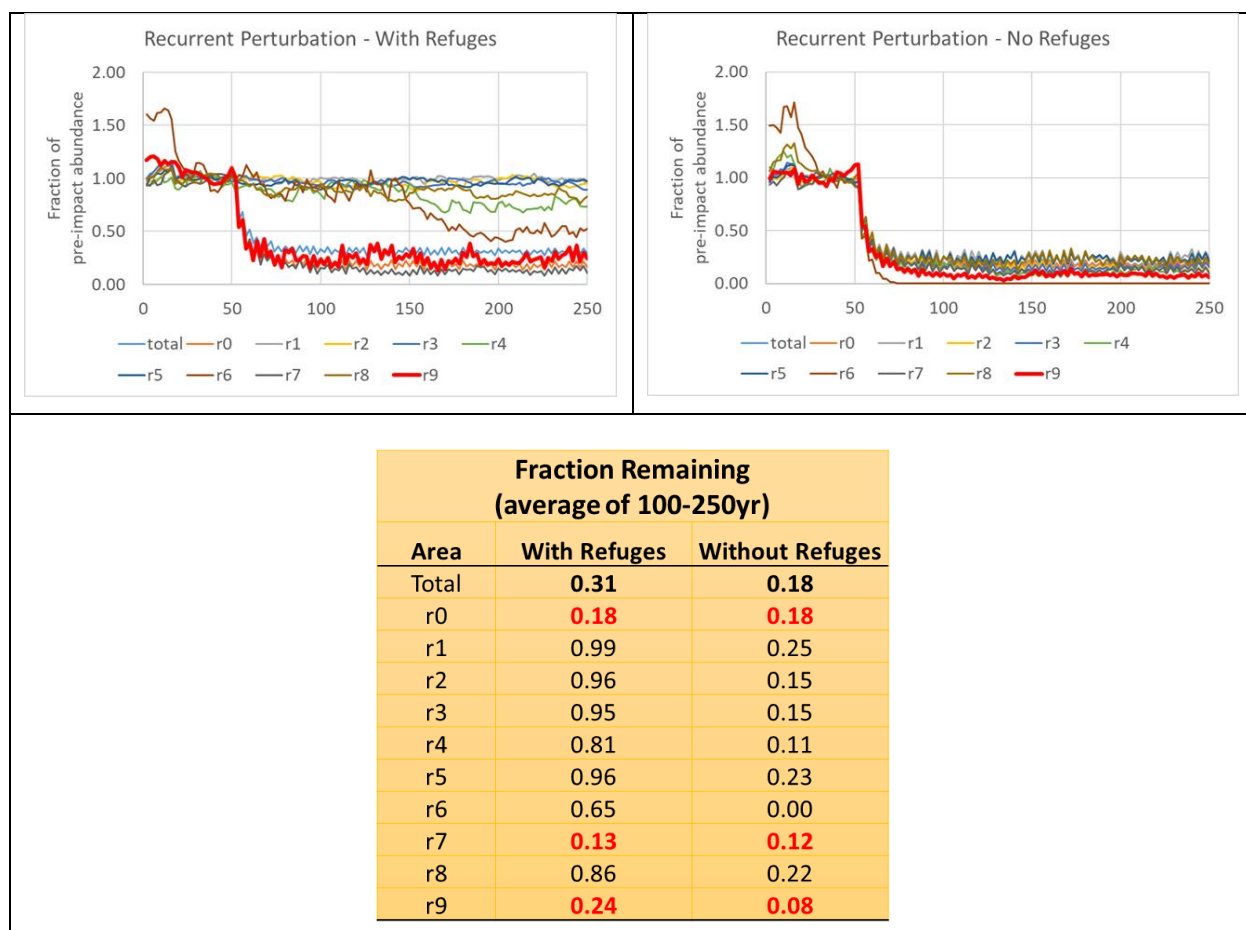 Recurrent Perturbation - With Refuges
Fraction of
pre-impact abundance
2.00
1.50
1.00
0.50
0.00
0 50 100 150 200 250
total r0 r1 r2 r3 r4
r5 r6 r7 r8 r9
Recurrent Perturbation - No Refuges
Fraction of
pre-impact abundance
2.00
1.50
1.00
0.50
0.00
0 50 100 150 200 250
total r0 r1 r2 r3 r4
r5 r6 r7 r8 r9
Fraction Remaining
(average of 100-250yr)
Area With Refuges Without Refuges
Total 0.31 0.18
r0 0.18 0.18
r1 0.99 0.25
r2 0.96 0.15
r3 0.95 0.15
r4 0.81 0.11
r5 0.96 0.23
r6 0.65 0.00
r7 0.13 0.12
r8 0.86 0.22
r9 0.24 0.08